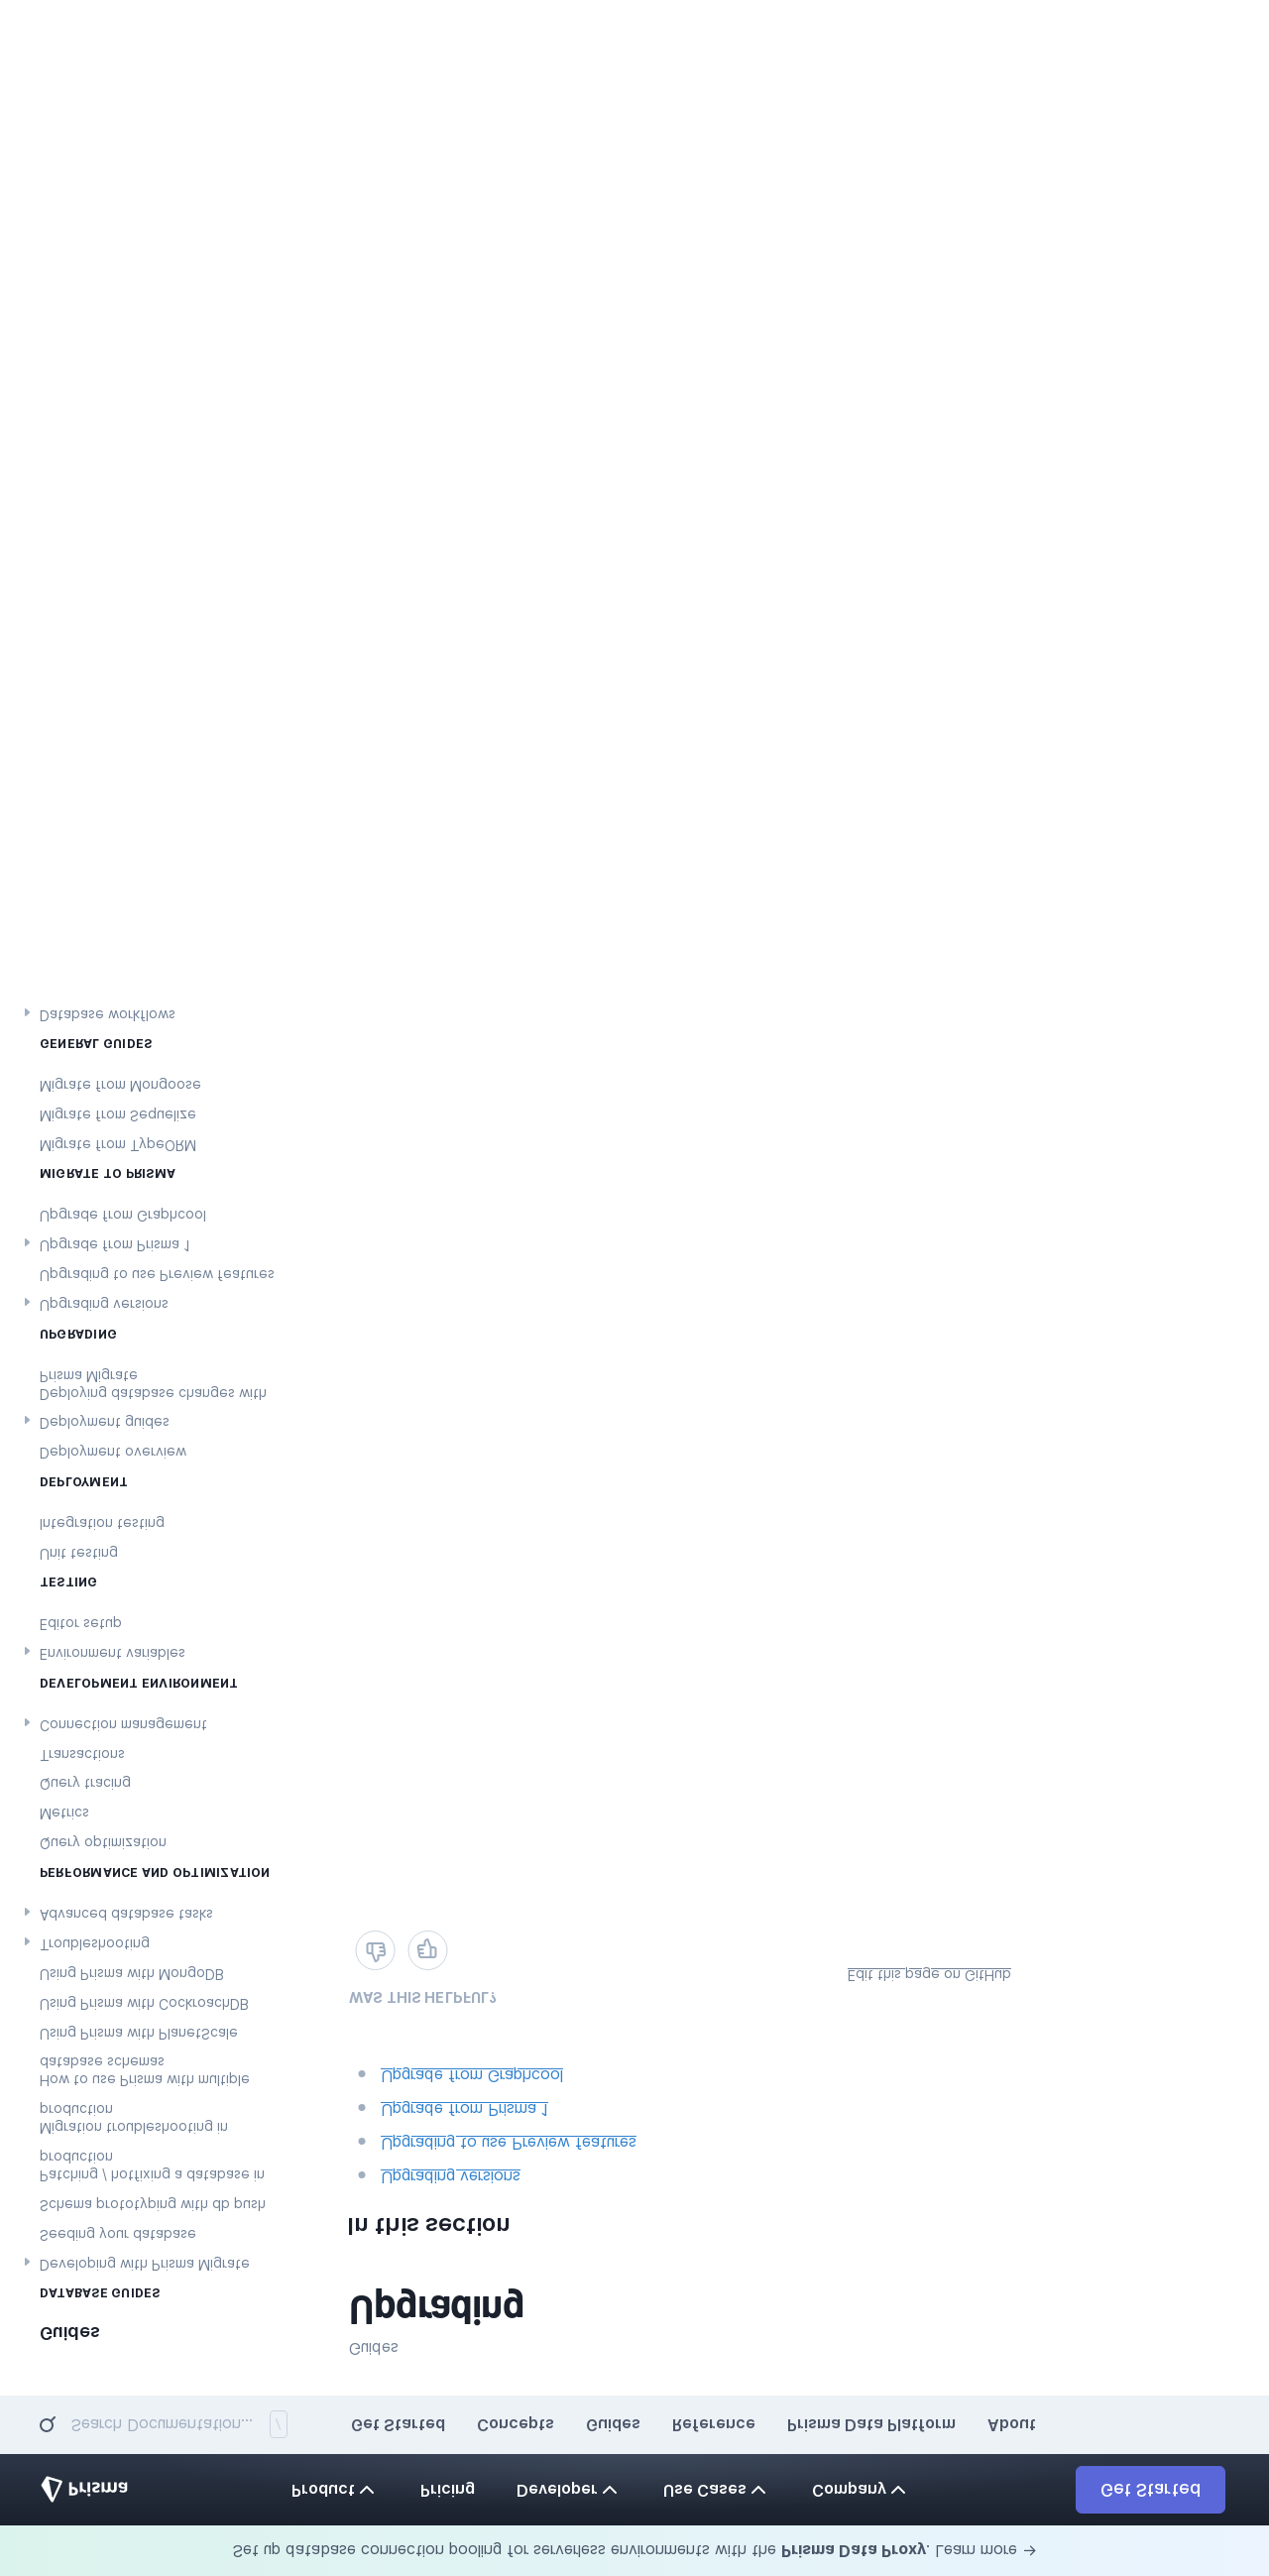 Set up database connection pooling for serverless environments with the Prisma Data Proxy. Learn more →
Prisma
Product
Pricing
Developer
Use Cases
Company
Get Started
Search Documentation... /
Get Started
Concepts
Guides
Reference
Prisma Data Platform
About
Guides
DATABASE GUIDES
Developing with Prisma Migrate
Seeding your database
Schema prototyping with db push
Patching / hotfixing a database in
production
Migration troubleshooting in
production
How to use Prisma with multiple
database schemas
Using Prisma with PlanetScale
Using Prisma with CockroachDB
Using Prisma with MongoDB
Troubleshooting
Advanced database tasks
PERFORMANCE AND OPTIMIZATION
Query optimization
Metrics
Query tracing
Transactions
Connection management
DEVELOPMENT ENVIRONMENT
Environment variables
Editor setup
TESTING
Unit testing
Integration testing
DEPLOYMENT
Deployment overview
Deployment guides
Deploying database changes with
Prisma Migrate
UPGRADING
Upgrading versions
Upgrading to use Preview features
Upgrade from Prisma 1
Upgrade from Graphcool
MIGRATE TO PRISMA
Migrate from TypeORM
Migrate from Sequelize
Migrate from Mongoose
GENERAL GUIDES
Database workflows
Guides
Upgrading
In this section
Upgrading versions
Upgrading to use Preview features
Upgrade from Prisma 1
Upgrade from Graphcool
WAS THIS HELPFUL?
Edit this page on GitHub